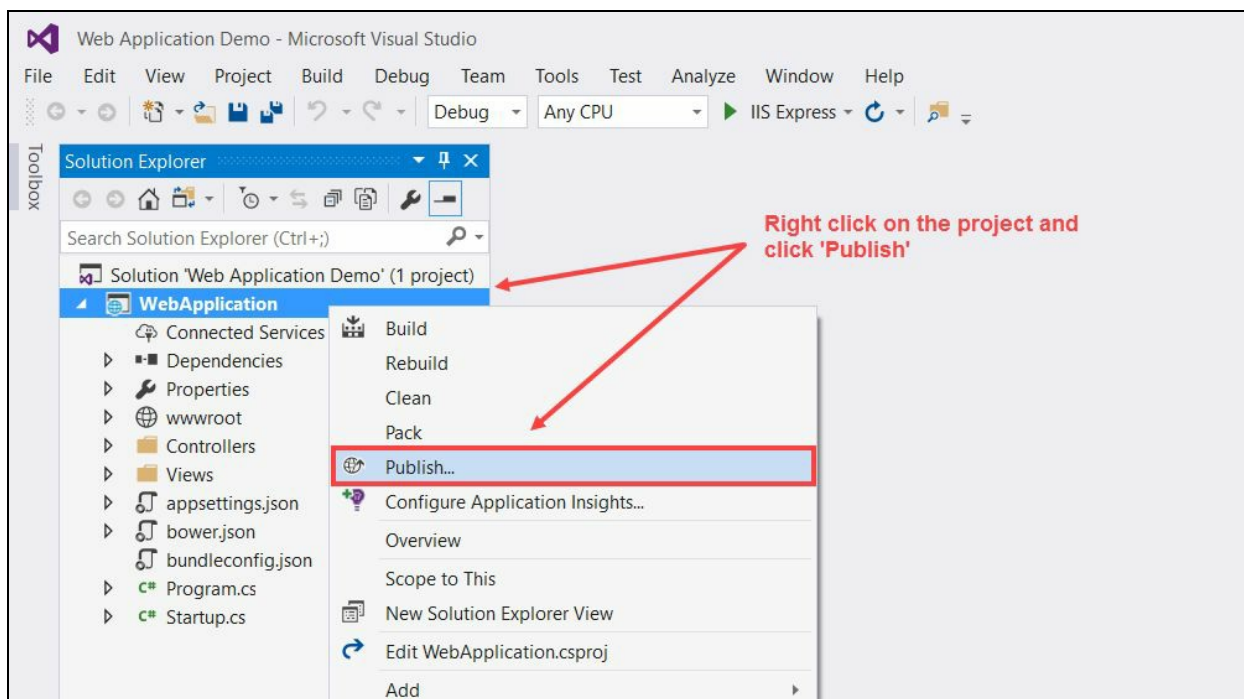 Web Application Demo - Microsoft Visual Studio
File Edit View Project Build Debug Team Tools Test Analyze Window Help
Debug Any CPU IIS Express
Toolbox
Solution Explorer
Search Solution Explorer (Ctrl+;)
Solution 'Web Application Demo' (1 project)
WebApplication
Connected Services
Dependencies
Properties
wwwroot
Controllers
Views
appsettings.json
bower.json
bundleconfig.json
C# Program.cs
C# Startup.cs
Build
Rebuild
Clean
Pack
Publish...
Configure Application Insights...
Overview
Scope to This
New Solution Explorer View
Edit WebApplication.csproj
Add
Right click on the project and
click 'Publish'